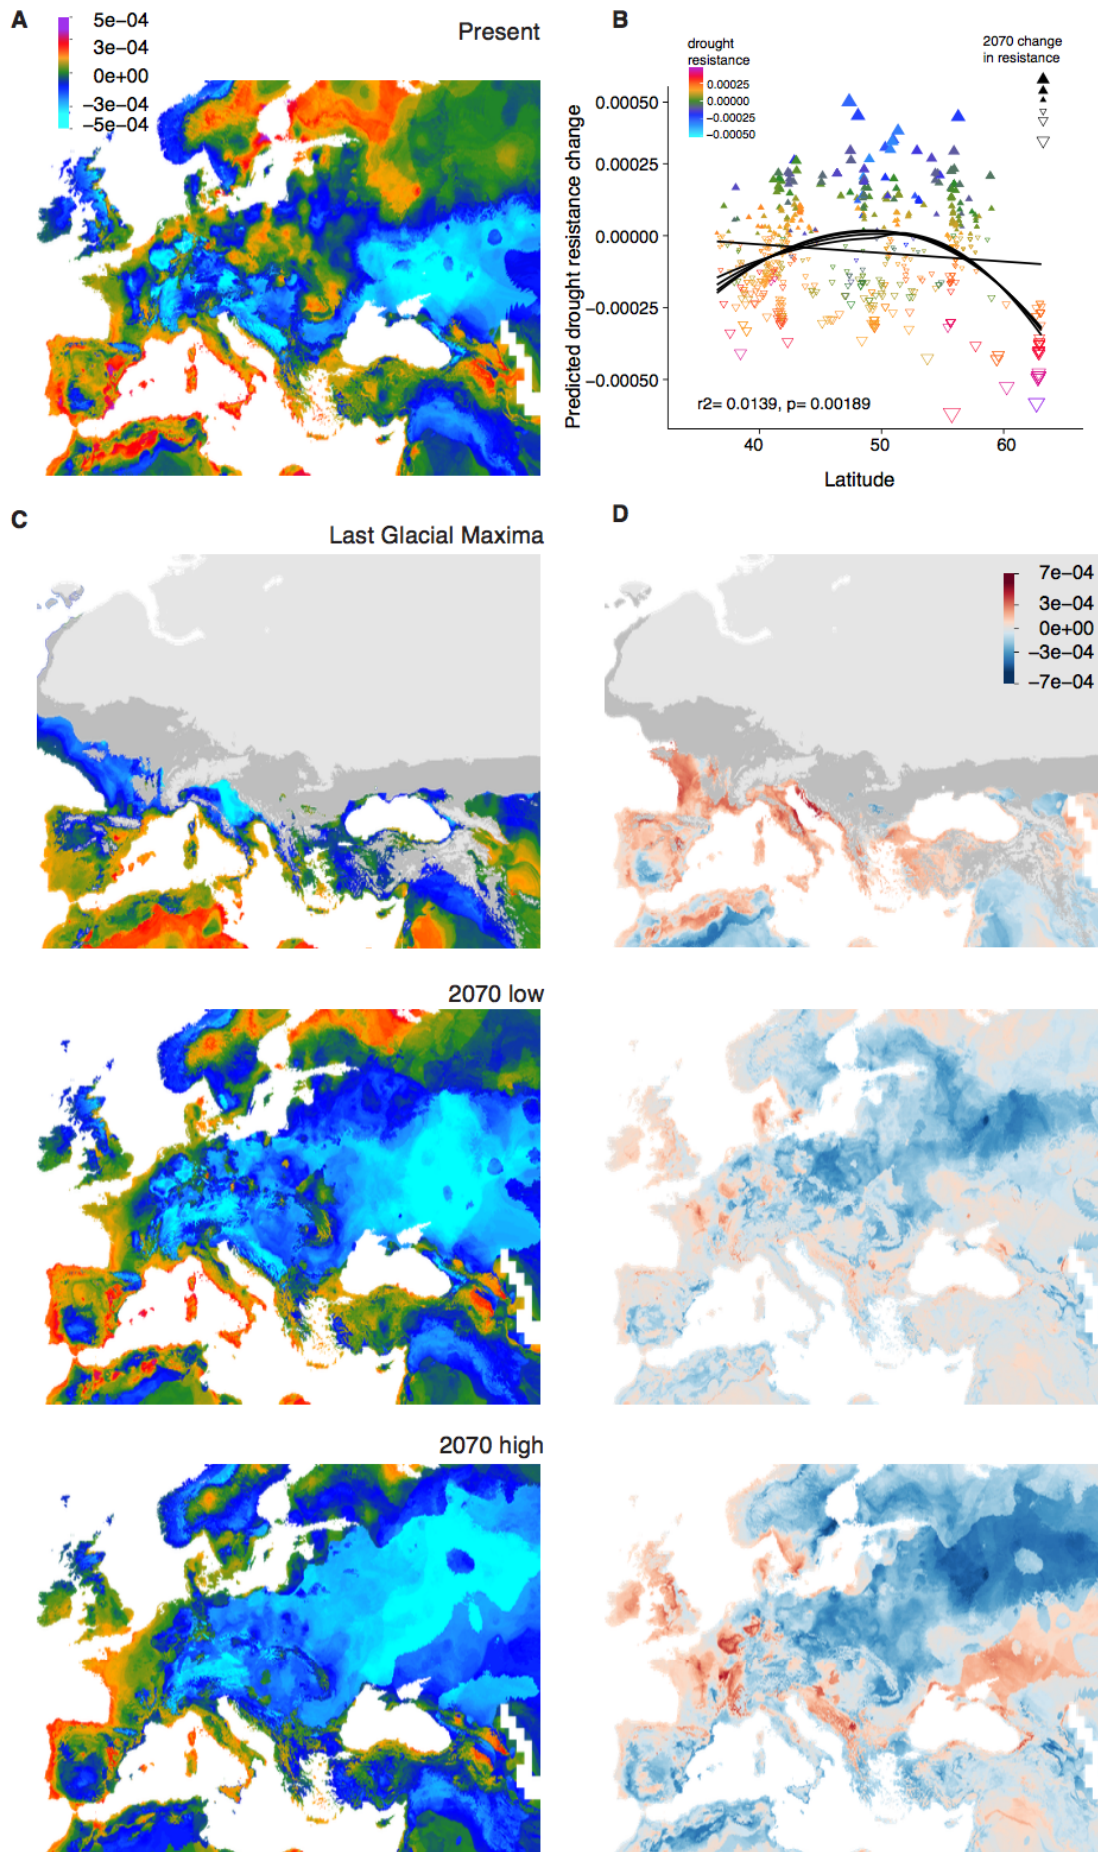 A
5e−04
3e−04
0e+00
−3e−04
−5e−04
Present
B
drought
resistance
0.00025
0.00000
−0.00025
−0.00050
2070 change
in resistance
Predicted drought resistance change
0.00050
0.00025
0.00000
−0.00025
−0.00050
r2= 0.0139, p= 0.00189
40
50
60
Latitude
C
Last Glacial Maxima
D
7e−04
3e−04
0e+00
−3e−04
−7e−04
2070 low
2070 high